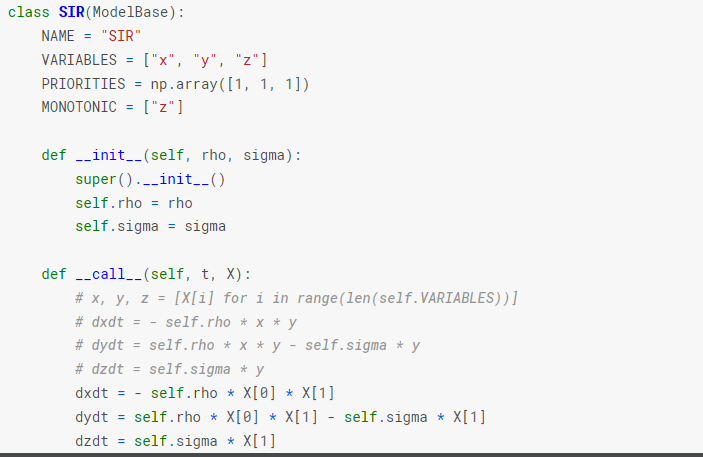 class SIR(ModelBase):
    NAME = "SIR"
    VARIABLES = ["x", "y", "z"]
    PRIORITIES = np.array([1, 1, 1])
    MONOTONIC = ["z"]

    def __init__(self, rho, sigma):
        super().__init__()
        self.rho = rho
        self.sigma = sigma

    def __call__(self, t, X):
        # x, y, z = [X[i] for i in range(len(self.VARIABLES))]
        # dxdt = - self.rho * x * y
        # dydt = self.rho * x * y - self.sigma * y
        # dzdt = self.sigma * y
        dxdt = - self.rho * X[0] * X[1]
        dydt = self.rho * X[0] * X[1] - self.sigma * X[1]
        dzdt = self.sigma * X[1]